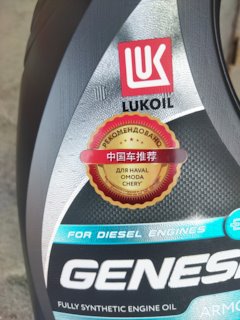 LUKOIL
РЕКОМЕНДОВАНО
中国车推荐
ДЛЯ HAVAL
OMODA
CHERY
FOR DIESEL ENGINES
GENES
FULLY SYNTHETIC ENGINE OIL
ARMO